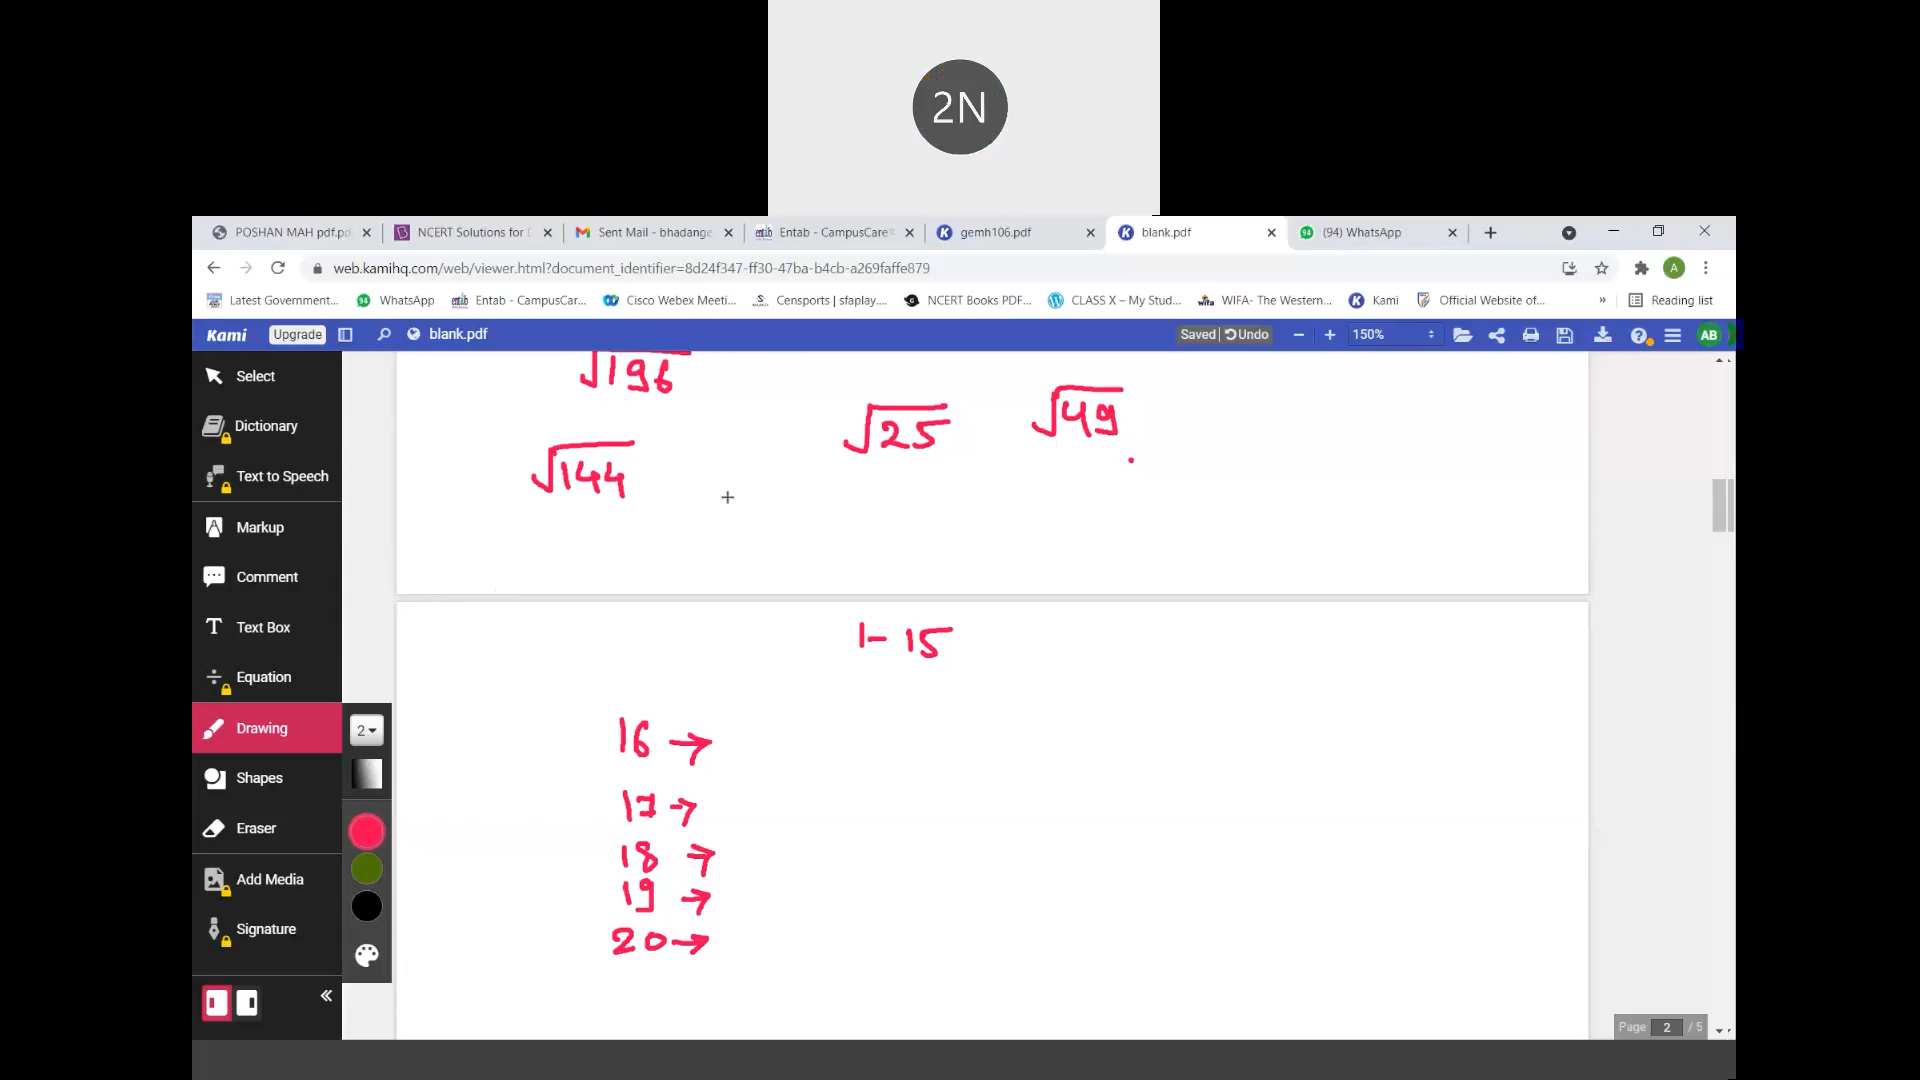 2N
POSHAN MAH pdf.pd
NCERT Solutions for
Sent Mail - bhadange
Entab - CampusCare
gemh106.pdf
blank.pdf
(94) WhatsApp
web.kamihq.com/web/viewer.html?document_identifier=8d24f347-ff30-47ba-b4cb-a269faffe879
A
Latest Government...
WhatsApp
Entab - CampusCar...
Cisco Webex Meeti...
Censports | sfaplay....
NCERT Books PDF...
CLASS X – My Stud...
WIFA- The Western...
Kami
Official Website of...
»
Reading list
Kami
Upgrade
blank.pdf
Saved | Undo
150%
AB
Select
Dictionary
Text to Speech
Markup
Comment
Text Box
Equation
Drawing
2
Shapes
Eraser
Add Media
Signature
√196
√25 √49
√144
1- 15
16 →
17 →
18 →
19 →
20 →
Page 2 / 5